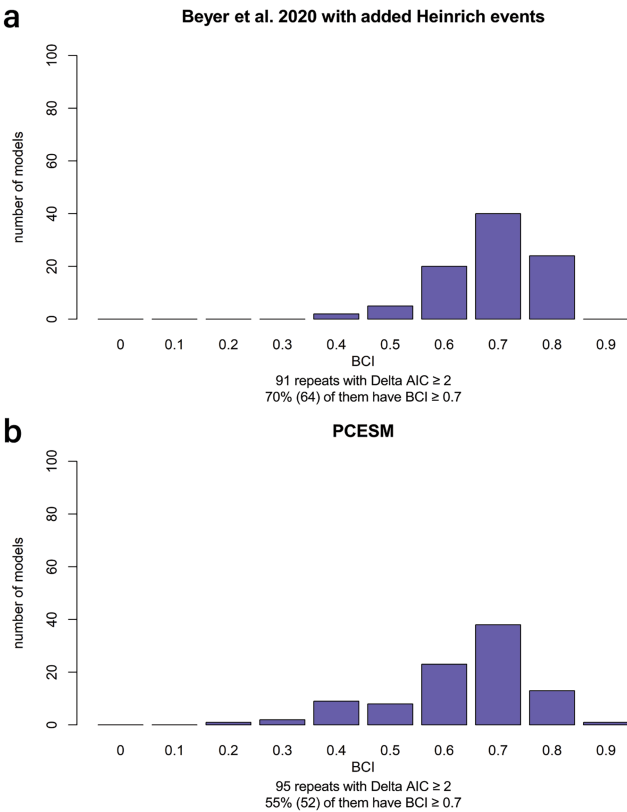 a
Beyer et al. 2020 with added Heinrich events
100
80
60
40
20
0
number of models
0 0.1 0.2 0.3 0.4 0.5 0.6 0.7 0.8 0.9
BCI
91 repeats with Delta AIC ≥ 2
70% (64) of them have BCI ≥ 0.7
b
PCESM
100
80
60
40
20
0
number of models
0 0.1 0.2 0.3 0.4 0.5 0.6 0.7 0.8 0.9
BCI
95 repeats with Delta AIC ≥ 2
55% (52) of them have BCI ≥ 0.7